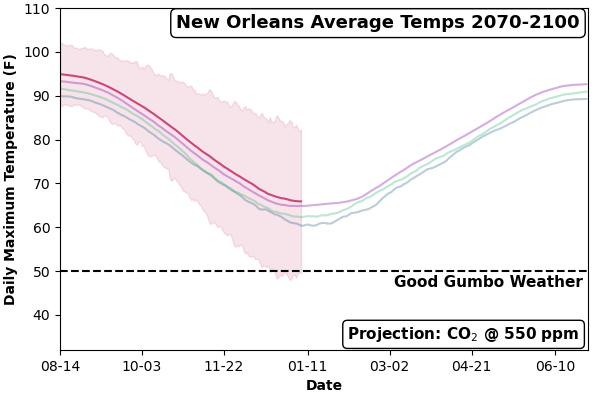 New Orleans Average Temps 2070-2100
Daily Maximum Temperature (F)
110
100
90
80
70
60
50
40
Good Gumbo Weather
Projection: CO₂ @ 550 ppm
08-14 10-03 11-22 01-11 03-02 04-21 06-10
Date